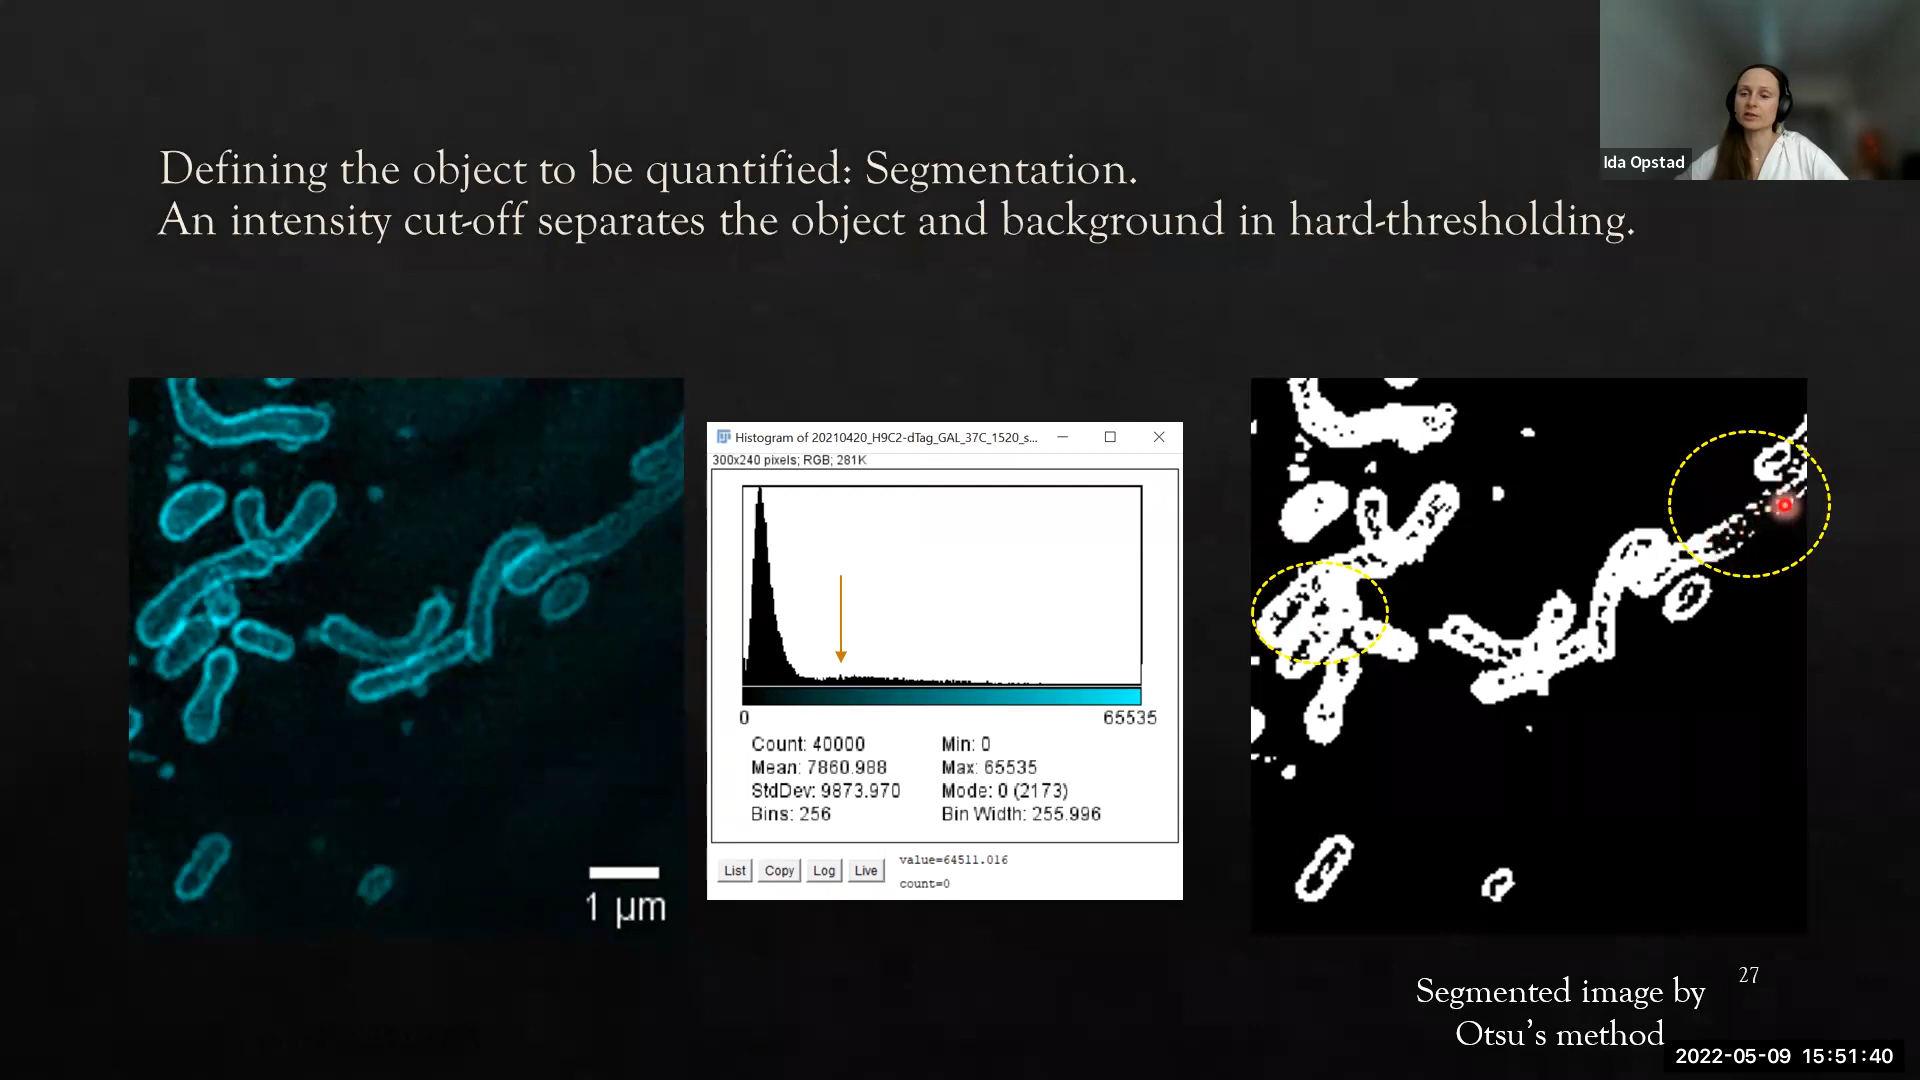 Ida Opstad
Defining the object to be quantified: Segmentation.
An intensity cut-off separates the object and background in hard-thresholding.
1 µm
Histogram of 20210420_H9C2-dTag_GAL_37C_1520_s...
300x240 pixels; RGB; 281K
0 65535
Count: 40000 Min: 0
Mean: 7860.988 Max: 65535
StdDev: 9873.970 Mode: 0 (2173)
Bins: 256 Bin Width: 255.996
List Copy Log Live value=64511.016
count=0
Segmented image by
Otsu’s method
27
2022-05-09 15:51:40